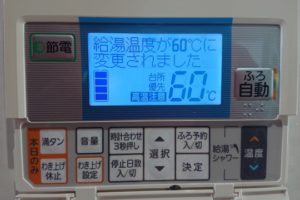 節電
給湯温度が60℃に
変更されました
台所
優先
高温注意
60℃
ふろ
自動
本日のみ
満タン
わき上げ
休止
音量
わき上げ
設定
時計合わせ
3秒押し
停止日数
入/切
選択
ふろ予約
入/切
決定
給湯
シャワー
温度